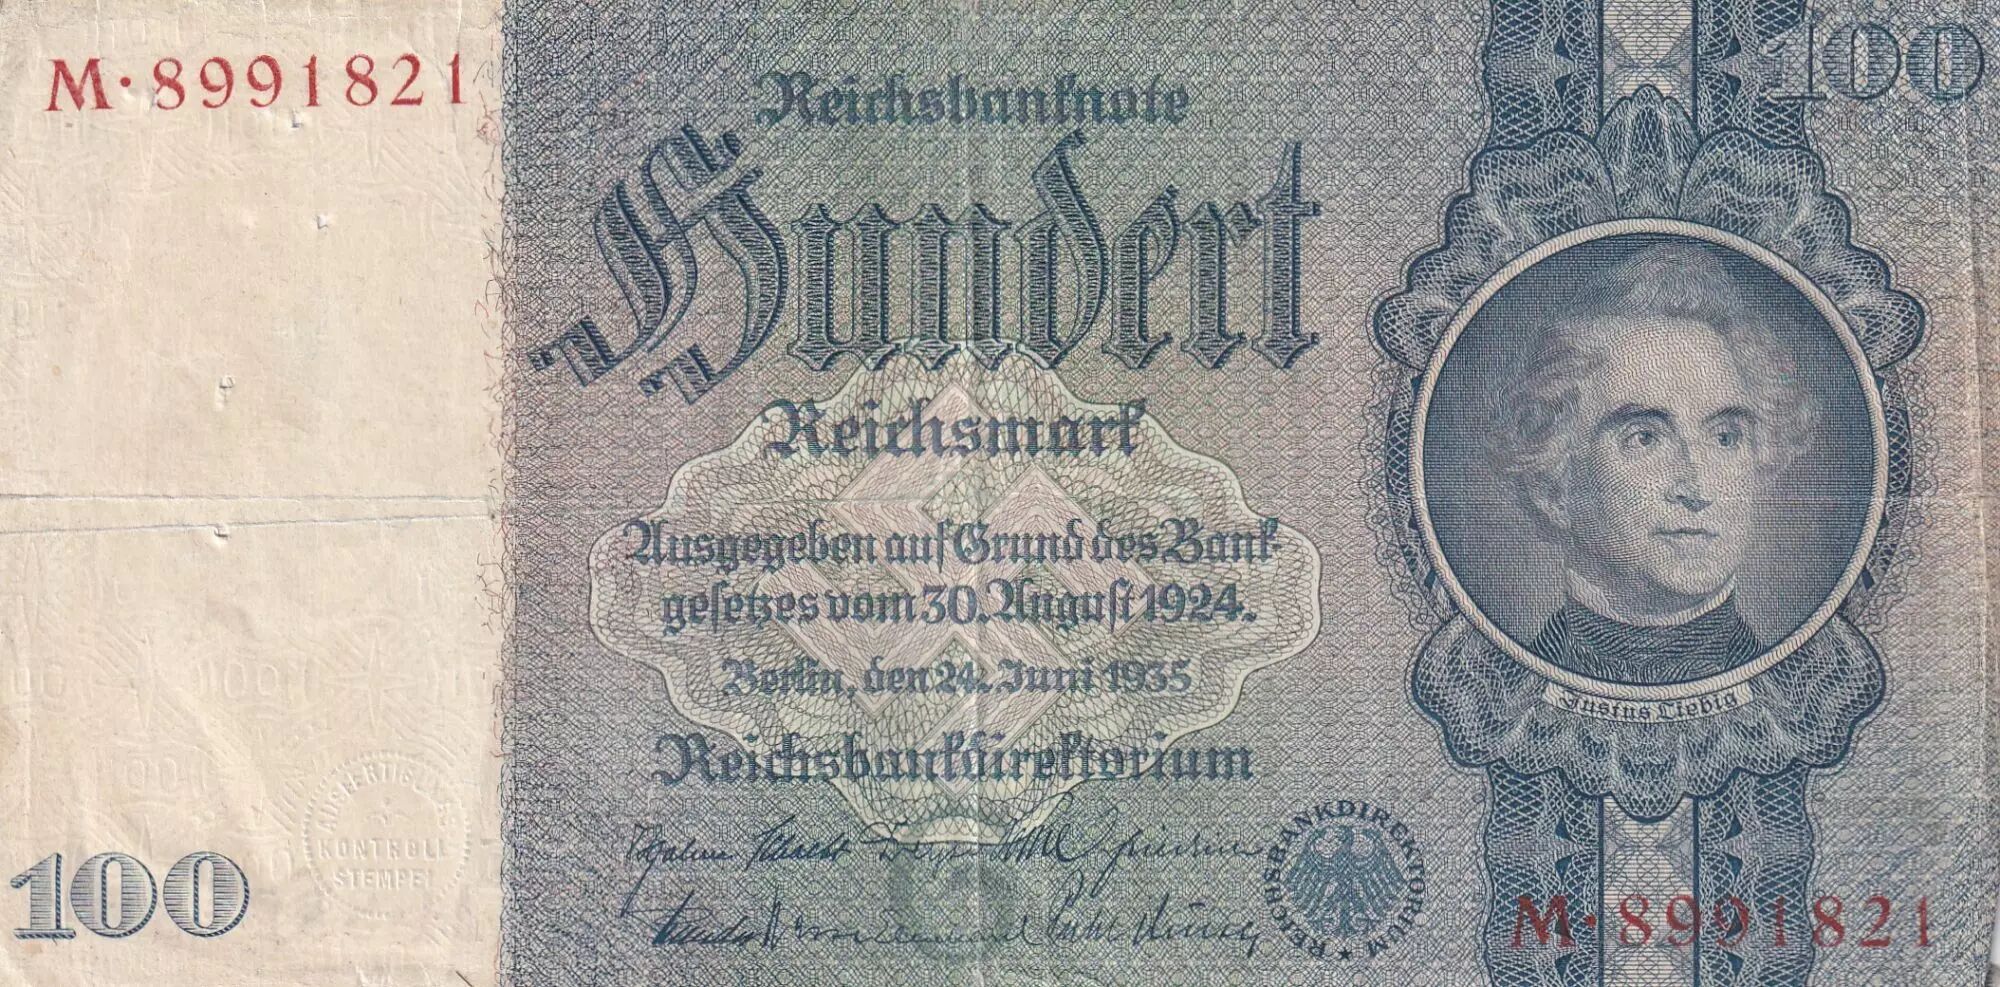 M·8991821
100
Reichsbanknote
Hundert
Reichsmark
Ausgegeben auf Grund des Bank-
gesetzes vom 30. August 1924.
Berlin, den 24. Juni 1935
Reichsbankdirektorium
Justus Liebig
REICHSBANKDIREKTORIUM
AUSFERTIGUNGS
KONTROLL
STEMPEL
100
M·8991821